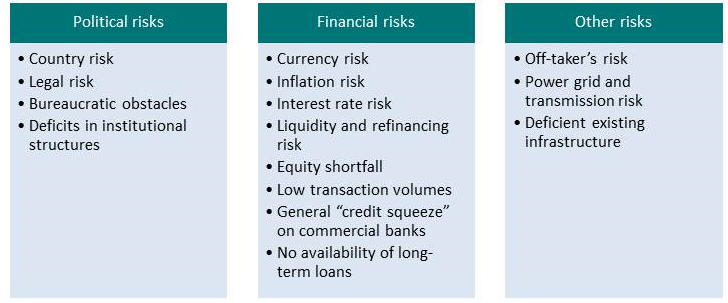 Political risks
• Country risk
• Legal risk
• Bureaucratic obstacles
• Deficits in institutional
structures
Financial risks
• Currency risk
• Inflation risk
• Interest rate risk
• Liquidity and refinancing
risk
• Equity shortfall
• Low transaction volumes
• General “credit squeeze”
on commercial banks
• No availability of long-
term loans
Other risks
• Off-taker’s risk
• Power grid and
transmission risk
• Deficient existing
infrastructure